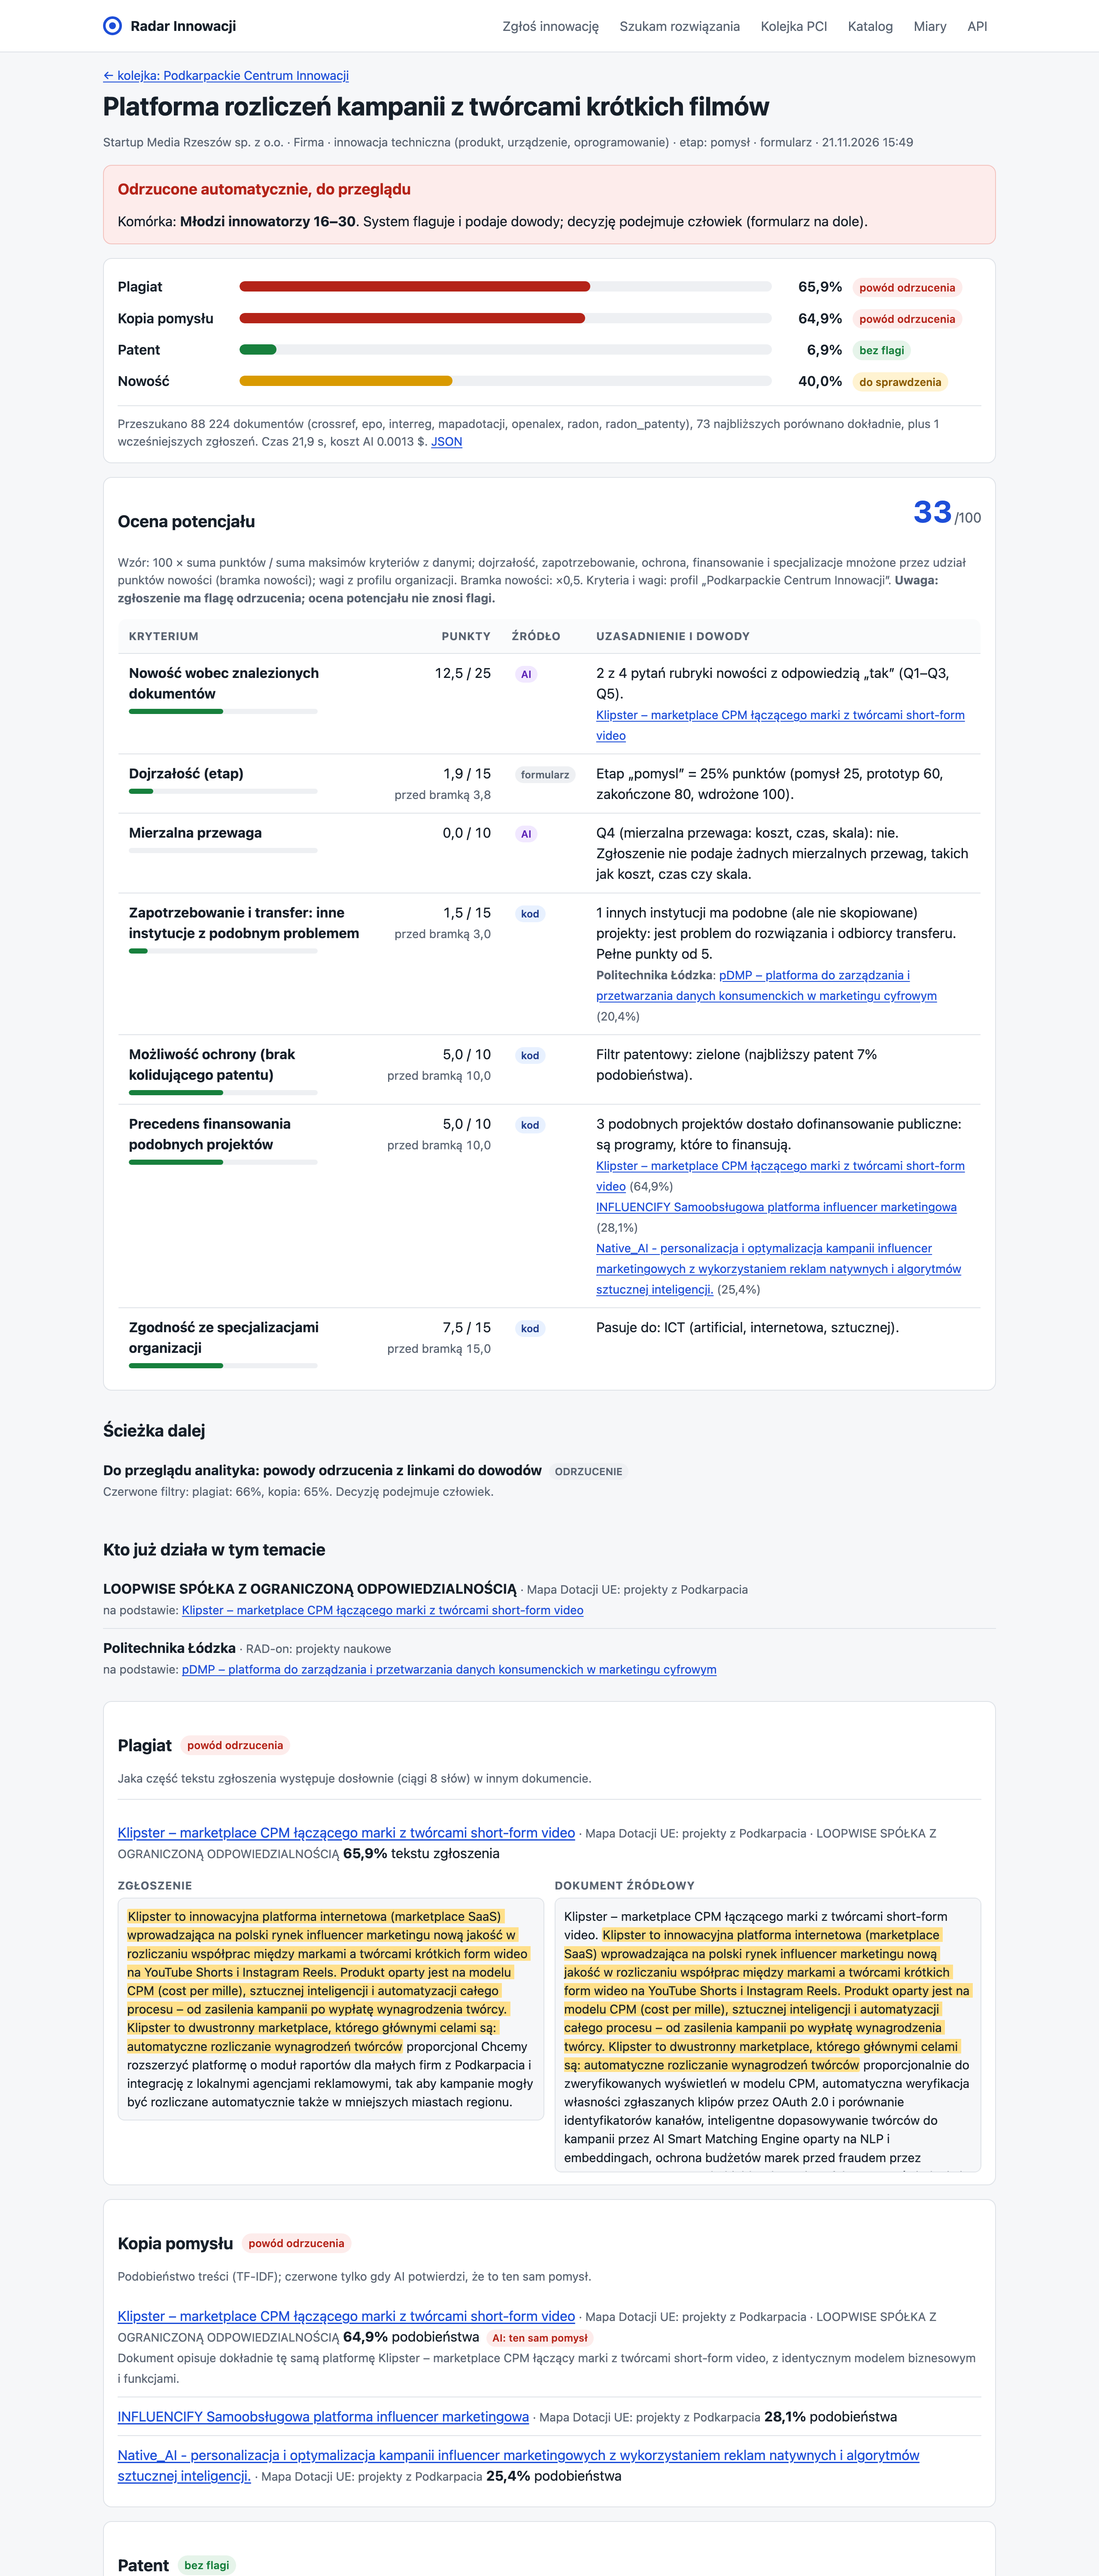 Radar Innowacji
Zgłoś innowację
Szukam rozwiązania
Kolejka PCI
Katalog
Miary
API
← kolejka: Podkarpackie Centrum Innowacji
Platforma rozliczeń kampanii z twórcami krótkich filmów
Startup Media Rzeszów sp. z o.o. · Firma · innowacja techniczna (produkt, urządzenie, oprogramowanie) · etap: pomysł · formularz · 21.11.2026 15:49
Odrzucone automatycznie, do przeglądu
Komórka: Młodzi innowatorzy 16–30. System flaguje i podaje dowody; decyzję podejmuje człowiek (formularz na dole).
Plagiat 65,9% powód odrzucenia
Kopia pomysłu 64,9% powód odrzucenia
Patent 6,9% bez flagi
Nowość 40,0% do sprawdzenia
Przeszukano 88 224 dokumentów (crossref, epo, interreg, mapadotacji, openalex, radon, radon_patenty), 73 najbliższych porównano dokładnie, plus 1
wcześniejszych zgłoszeń. Czas 21,9 s, koszt AI 0.0013 $. JSON
Ocena potencjału
33/100
Wzór: 100 × suma punktów / suma maksimów kryteriów z danymi; dojrzałość, zapotrzebowanie, ochrona, finansowanie i specjalizacje mnożone przez udział
punktów nowości (bramka nowości); wagi z profilu organizacji. Bramka nowości: ×0,5. Kryteria i wagi: profil „Podkarpackie Centrum Innowacji”. Uwaga:
zgłoszenie ma flagę odrzucenia; ocena potencjału nie znosi flagi.
KRYTERIUM PUNKTY ŹRÓDŁO UZASADNIENIE I DOWODY
Nowość wobec znalezionych
dokumentów
12,5 / 25
AI
2 z 4 pytań rubryki nowości z odpowiedzią „tak” (Q1–Q3,
Q5).
Klipster – marketplace CPM łączącego marki z twórcami short-form
video
Dojrzałość (etap)
1,9 / 15
przed bramką 3,8
formularz
Etap „pomysl” = 25% punktów (pomysł 25, prototyp 60,
zakończone 80, wdrożone 100).
Mierzalna przewaga
0,0 / 10
AI
Q4 (mierzalna przewaga: koszt, czas, skala): nie.
Zgłoszenie nie podaje żadnych mierzalnych przewag, takich
jak koszt, czas czy skala.
Zapotrzebowanie i transfer: inne
instytucje z podobnym problemem
1,5 / 15
przed bramką 3,0
kod
1 innych instytucji ma podobne (ale nie skopiowane)
projekty: jest problem do rozwiązania i odbiorcy transferu.
Pełne punkty od 5.
Politechnika Łódzka: pDMP – platforma do zarządzania i
przetwarzania danych konsumenckich w marketingu cyfrowym
(20,4%)
Możliwość ochrony (brak
kolidującego patentu)
5,0 / 10
przed bramką 10,0
kod
Filtr patentowy: zielone (najbliższy patent 7%
podobieństwa).
Precedens finansowania
podobnych projektów
5,0 / 10
przed bramką 10,0
kod
3 podobnych projektów dostało dofinansowanie publiczne:
są programy, które to finansują.
Klipster – marketplace CPM łączącego marki z twórcami short-form
video (64,9%)
INFLUENCIFY Samoobsługowa platforma influencer marketingowa
(28,1%)
Native_AI - personalizacja i optymalizacja kampanii influencer
marketingowych z wykorzystaniem reklam natywnych i algorytmów
sztucznej inteligencji. (25,4%)
Zgodność ze specjalizacjami
organizacji
7,5 / 15
przed bramką 15,0
kod
Pasuje do: ICT (artificial, internetowa, sztucznej).
Ścieżka dalej
Do przeglądu analityka: powody odrzucenia z linkami do dowodów ODRZUCENIE
Czerwone filtry: plagiat: 66%, kopia: 65%. Decyzję podejmuje człowiek.
Kto już działa w tym temacie
LOOPWISE SPÓŁKA Z OGRANICZONĄ ODPOWIEDZIALNOŚCIĄ · Mapa Dotacji UE: projekty z Podkarpacia
na podstawie: Klipster – marketplace CPM łączącego marki z twórcami short-form video
Politechnika Łódzka · RAD-on: projekty naukowe
na podstawie: pDMP – platforma do zarządzania i przetwarzania danych konsumenckich w marketingu cyfrowym
Plagiat powód odrzucenia
Jaka część tekstu zgłoszenia występuje dosłownie (ciągi 8 słów) w innym dokumencie.
Klipster – marketplace CPM łączącego marki z twórcami short-form video · Mapa Dotacji UE: projekty z Podkarpacia · LOOPWISE SPÓŁKA Z
OGRANICZONĄ ODPOWIEDZIALNOŚCIĄ 65,9% tekstu zgłoszenia
ZGŁOSZENIE
Klipster to innowacyjna platforma internetowa (marketplace SaaS)
wprowadzająca na polski rynek influencer marketingu nową jakość w
rozliczaniu współprac między markami a twórcami krótkich form wideo
na YouTube Shorts i Instagram Reels. Produkt oparty jest na modelu
CPM (cost per mille), sztucznej inteligencji i automatyzacji całego
procesu – od zasilenia kampanii po wypłatę wynagrodzenia twórcy.
Klipster to dwustronny marketplace, którego głównymi celami są:
automatyczne rozliczanie wynagrodzeń twórców proporcjonal Chcemy
rozszerzyć platformę o moduł raportów dla małych firm z Podkarpacia i
integrację z lokalnymi agencjami reklamowymi, tak aby kampanie mogły
być rozliczane automatycznie także w mniejszych miastach regionu.
DOKUMENT ŹRÓDŁOWY
Klipster – marketplace CPM łączącego marki z twórcami short-form
video. Klipster to innowacyjna platforma internetowa (marketplace
SaaS) wprowadzająca na polski rynek influencer marketingu nową
jakość w rozliczaniu współprac między markami a twórcami krótkich
form wideo na YouTube Shorts i Instagram Reels. Produkt oparty jest na
modelu CPM (cost per mille), sztucznej inteligencji i automatyzacji
całego procesu – od zasilenia kampanii po wypłatę wynagrodzenia
twórcy. Klipster to dwustronny marketplace, którego głównymi celami
są: automatyczne rozliczanie wynagrodzeń twórców proporcjonalnie do
zweryfikowanych wyświetleń w modelu CPM, automatyczna weryfikacja
własności zgłaszanych klipów przez OAuth 2.0 i porównanie
identyfikatorów kanałów, inteligentne dopasowywanie twórców do
kampanii przez AI Smart Matching Engine oparty na NLP i
embeddingach, ochrona budżetów marek przed fraudem przez
Kopia pomysłu powód odrzucenia
Podobieństwo treści (TF-IDF); czerwone tylko gdy AI potwierdzi, że to ten sam pomysł.
Klipster – marketplace CPM łączącego marki z twórcami short-form video · Mapa Dotacji UE: projekty z Podkarpacia · LOOPWISE SPÓŁKA Z
OGRANICZONĄ ODPOWIEDZIALNOŚCIĄ 64,9% podobieństwa AI: ten sam pomysł
Dokument opisuje dokładnie tę samą platformę Klipster – marketplace CPM łączący marki z twórcami short-form video, z identycznym modelem biznesowym
i funkcjami.
INFLUENCIFY Samoobsługowa platforma influencer marketingowa · Mapa Dotacji UE: projekty z Podkarpacia 28,1% podobieństwa
Native_AI - personalizacja i optymalizacja kampanii influencer marketingowych z wykorzystaniem reklam natywnych i algorytmów
sztucznej inteligencji. · Mapa Dotacji UE: projekty z Podkarpacia 25,4% podobieństwa
Patent bez flagi